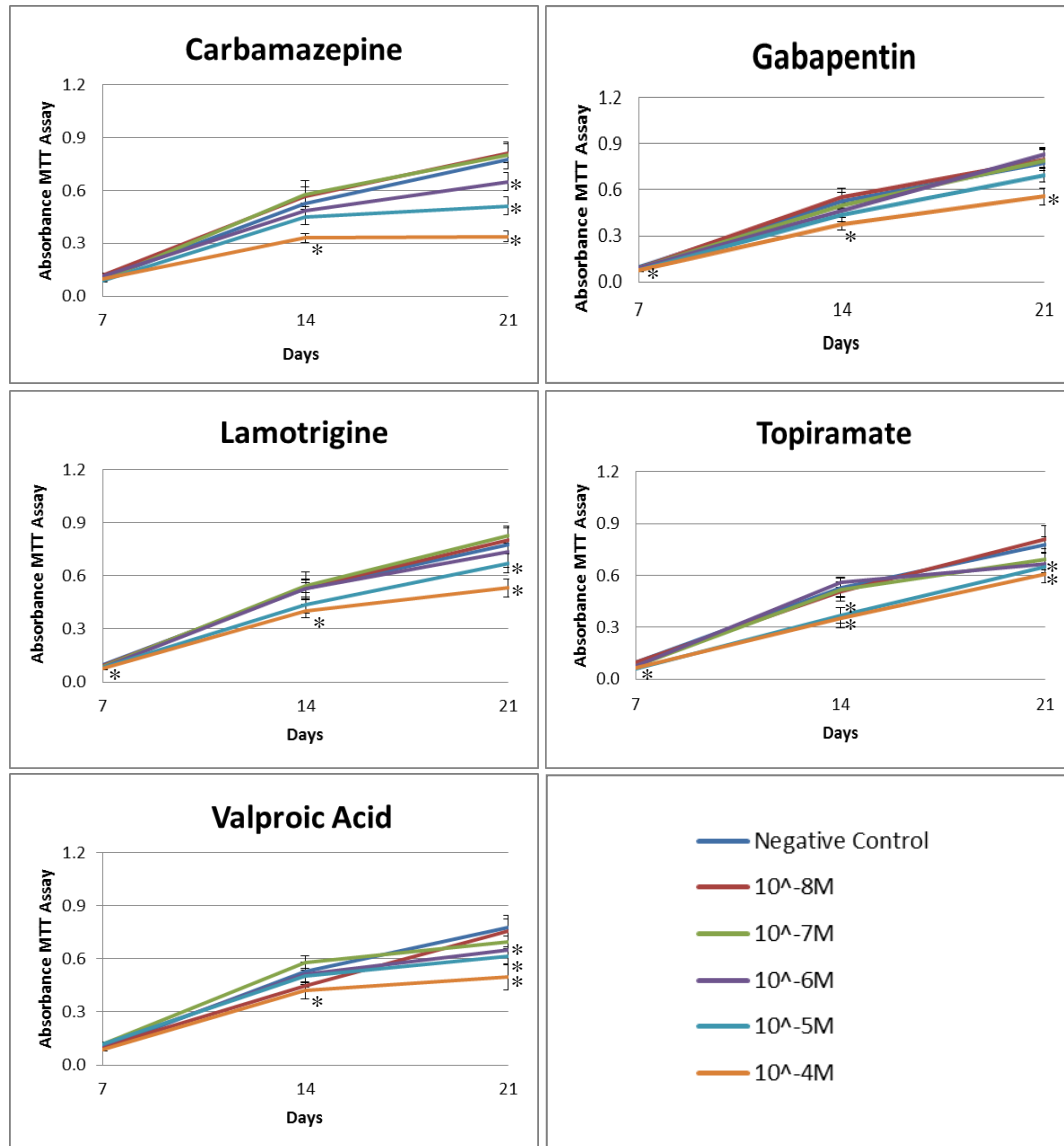 Carbamazepine
Absorbance MTT Assay
1.2
0.9
0.6
0.3
0.0
*
*
*
*
7 14 21
Days
Gabapentin
Absorbance MTT Assay
1.2
0.9
0.6
0.3
0.0
*
*
*
7 14 21
Days
Lamotrigine
Absorbance MTT Assay
1.2
0.9
0.6
0.3
0.0
*
*
*
*
7 14 21
Days
Topiramate
Absorbance MTT Assay
1.2
0.9
0.6
0.3
0.0
*
*
*
*
*
7 14 21
Days
Valproic Acid
Absorbance MTT Assay
1.2
0.9
0.6
0.3
0.0
*
*
*
*
7 14 21
Days
Negative Control
10^-8M
10^-7M
10^-6M
10^-5M
10^-4M